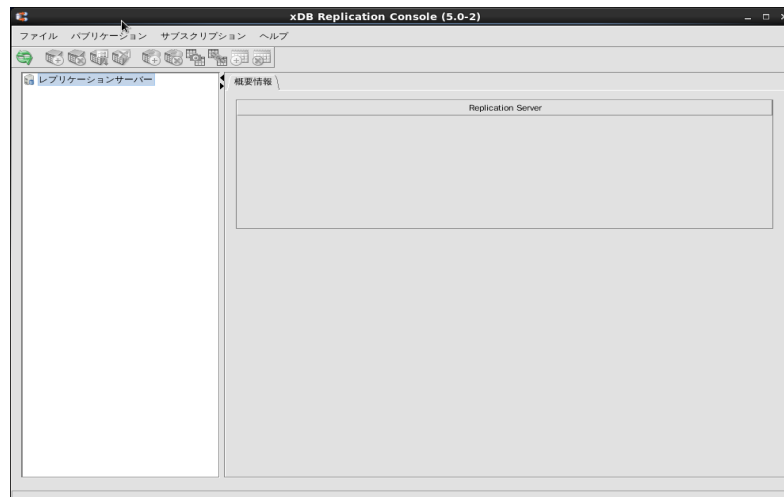 xDB Replication Console (5.0-2)
ファイル パブリケーション サブスクリプション ヘルプ
レプリケーションサーバー
概要情報
Replication Server